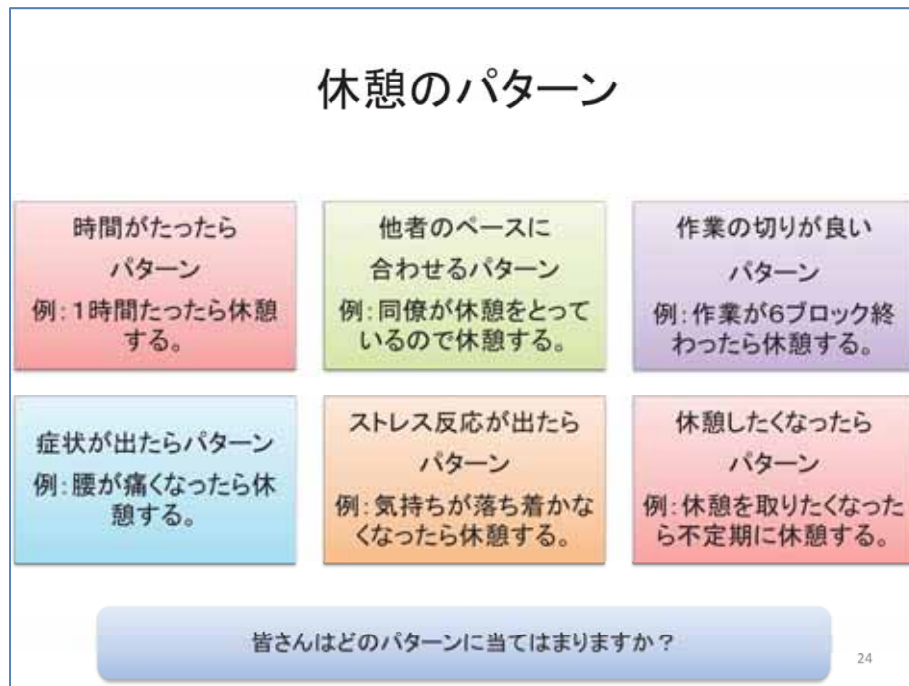 休憩のパターン
時間がたったら
パターン
例:1時間たったら休憩
する。
他者のペースに
合わせるパターン
例:同僚が休憩をとって
いるので休憩する。
作業の切りが良い
パターン
例:作業が6ブロック終
わったら休憩する。
症状が出たらパターン
例:腰が痛くなったら休
憩する。
ストレス反応が出たら
パターン
例:気持ちが落ち着かな
くなったら休憩する。
休憩したくなったら
パターン
例:休憩を取りたくなった
ら不定期に休憩する。
皆さんはどのパターンに当てはまりますか?
24